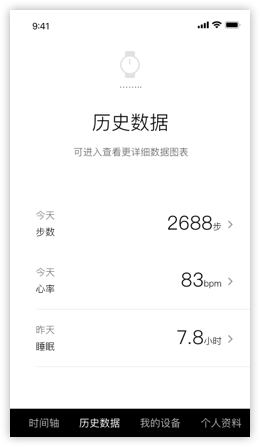 9:41
历史数据
可进入查看更详细数据图表
今天
步数
2688步
今天
心率
83bpm
昨天
睡眠
7.8小时
时间轴 历史数据 我的设备 个人资料